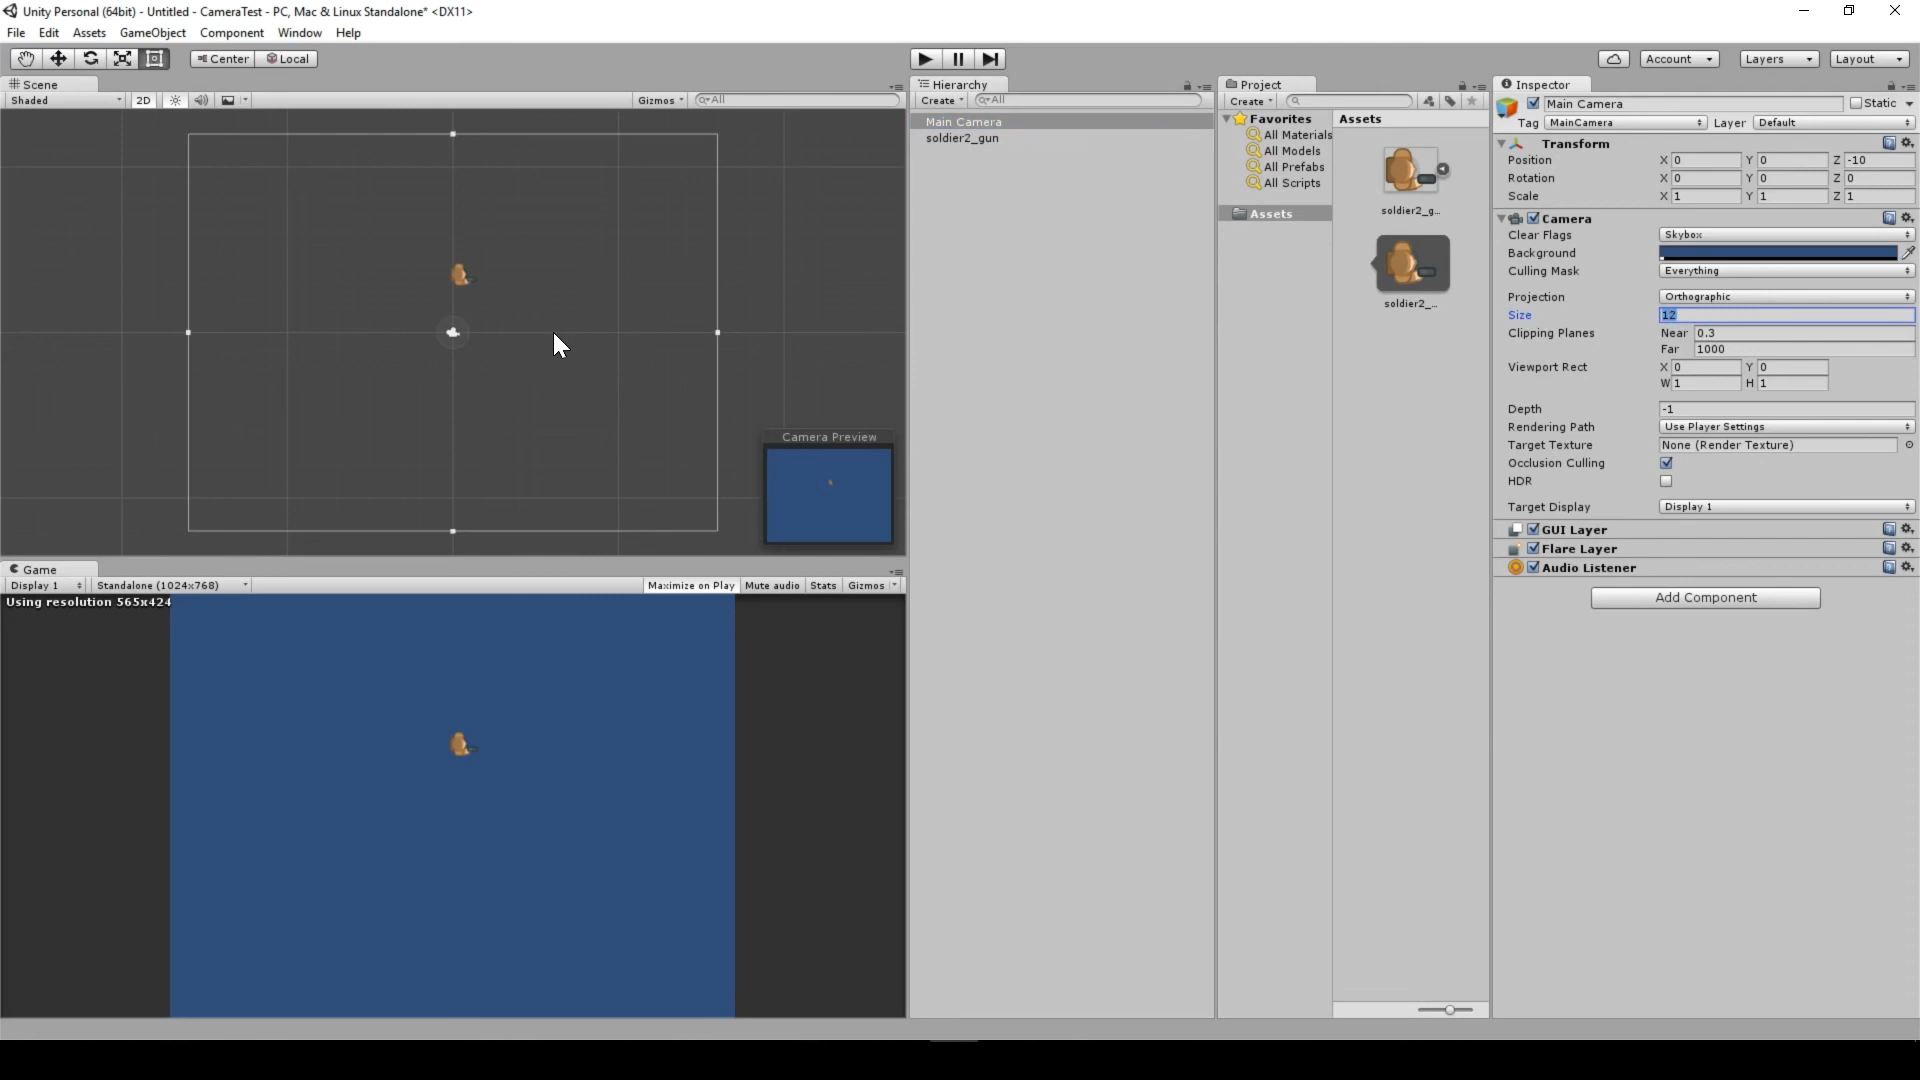 Unity Personal (64bit) - Untitled - CameraTest - PC, Mac & Linux Standalone* <DX11>
File Edit Assets GameObject Component Window Help
Center Local
Account Layers Layout
Scene
Shaded 2D Gizmos All
Camera Preview
Game
Display 1 Standalone (1024x768) Maximize on Play Mute audio Stats Gizmos
Using resolution 565x424
Hierarchy
Create All
Main Camera
soldier2_gun
Project
Create
Favorites
All Materials
All Models
All Prefabs
All Scripts
Assets
Assets
soldier2_g...
soldier2_...
Inspector
Main Camera Static
Tag MainCamera Layer Default
Transform
Position X 0 Y 0 Z -10
Rotation X 0 Y 0 Z 0
Scale X 1 Y 1 Z 1
Camera
Clear Flags Skybox
Background
Culling Mask Everything
Projection Orthographic
Size 12
Clipping Planes Near 0.3
Far 1000
Viewport Rect X 0 Y 0
W 1 H 1
Depth -1
Rendering Path Use Player Settings
Target Texture None (Render Texture)
Occlusion Culling
HDR
Target Display Display 1
GUI Layer
Flare Layer
Audio Listener
Add Component